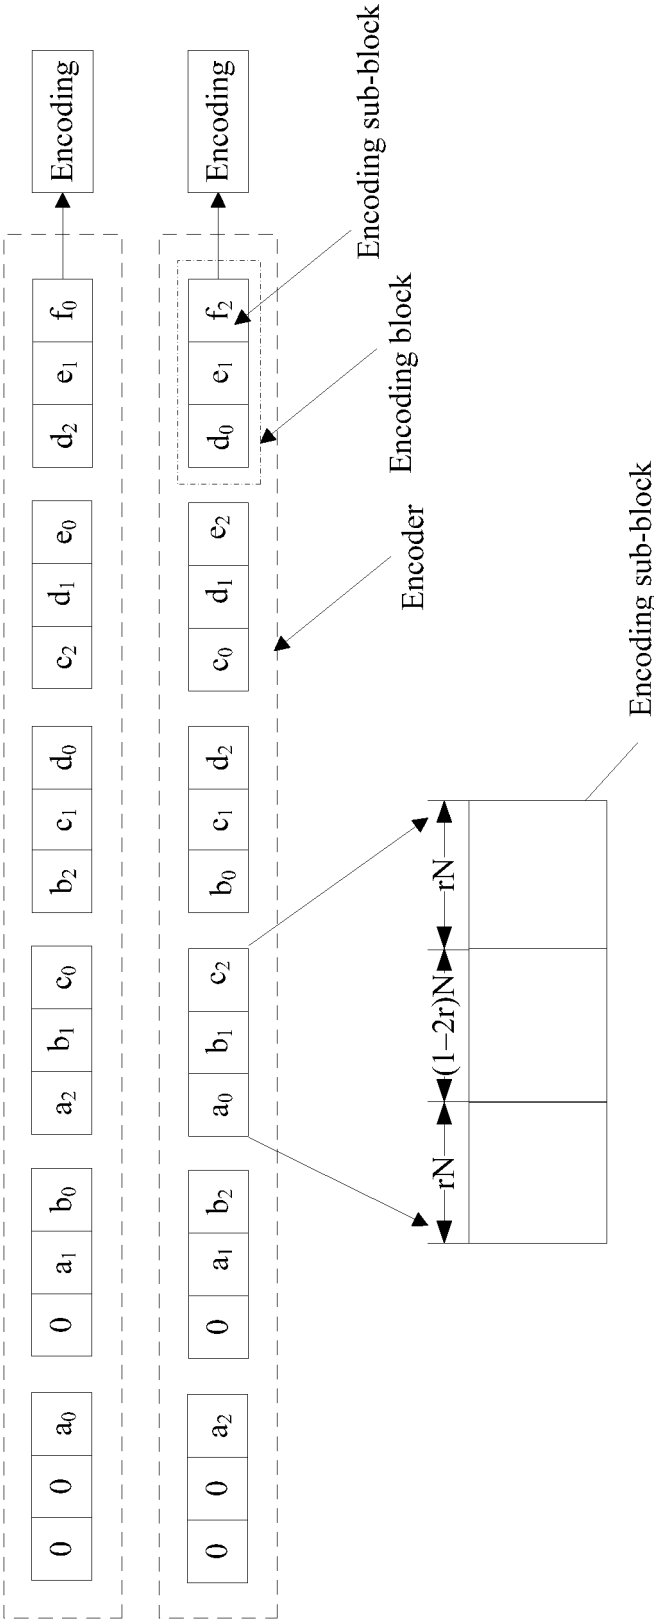 0 0 a₀ 0 a₁ b₀ a₂ b₁ c₀ b₂ c₁ d₀ c₂ d₁ e₀ d₂ e₁ f₀ Encoding
0 0 a₂ 0 a₁ b₂ a₀ b₁ c₂ b₀ c₁ d₂ c₀ d₁ e₂ d₀ e₁ f₂ Encoding
Encoding sub-block
Encoding block
Encoder
rN (1−2r)N rN
Encoding sub-block